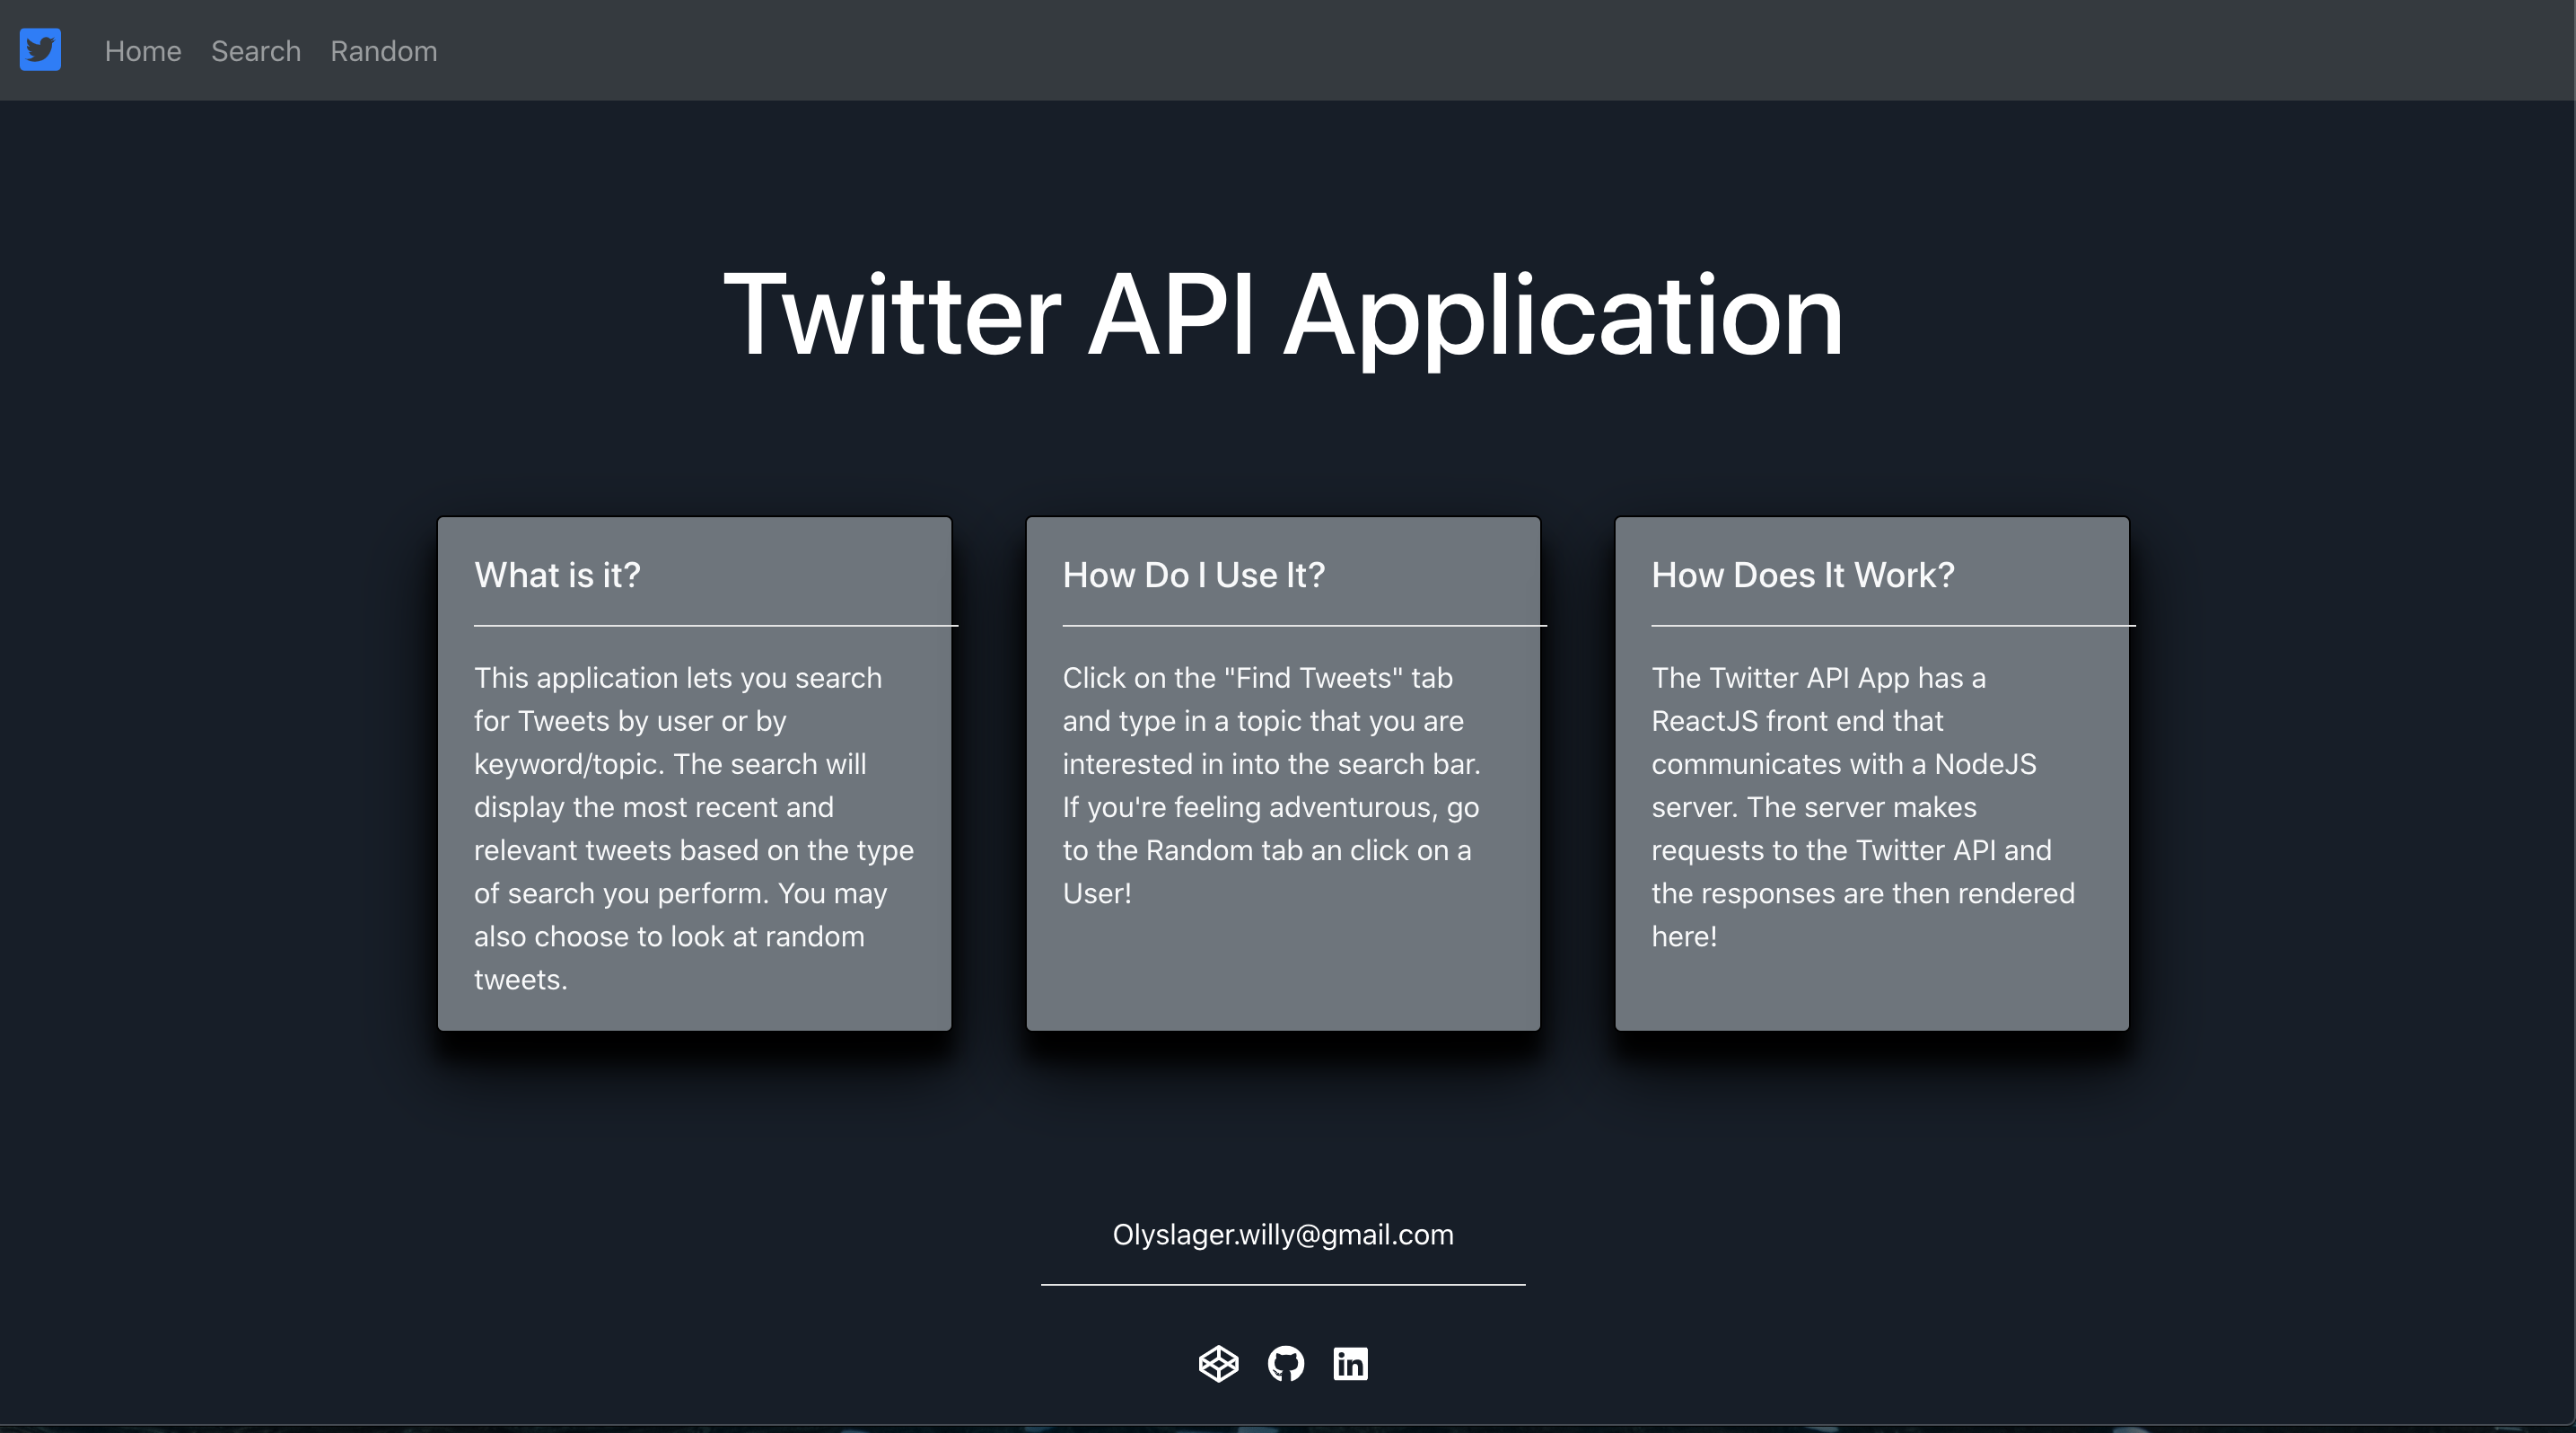 Home Search Random
Twitter API Application
What is it?
This application lets you search
for Tweets by user or by
keyword/topic. The search will
display the most recent and
relevant tweets based on the type
of search you perform. You may
also choose to look at random
tweets.
How Do I Use It?
Click on the "Find Tweets" tab
and type in a topic that you are
interested in into the search bar.
If you're feeling adventurous, go
to the Random tab an click on a
User!
How Does It Work?
The Twitter API App has a
ReactJS front end that
communicates with a NodeJS
server. The server makes
requests to the Twitter API and
the responses are then rendered
here!
Olyslager.willy@gmail.com
in